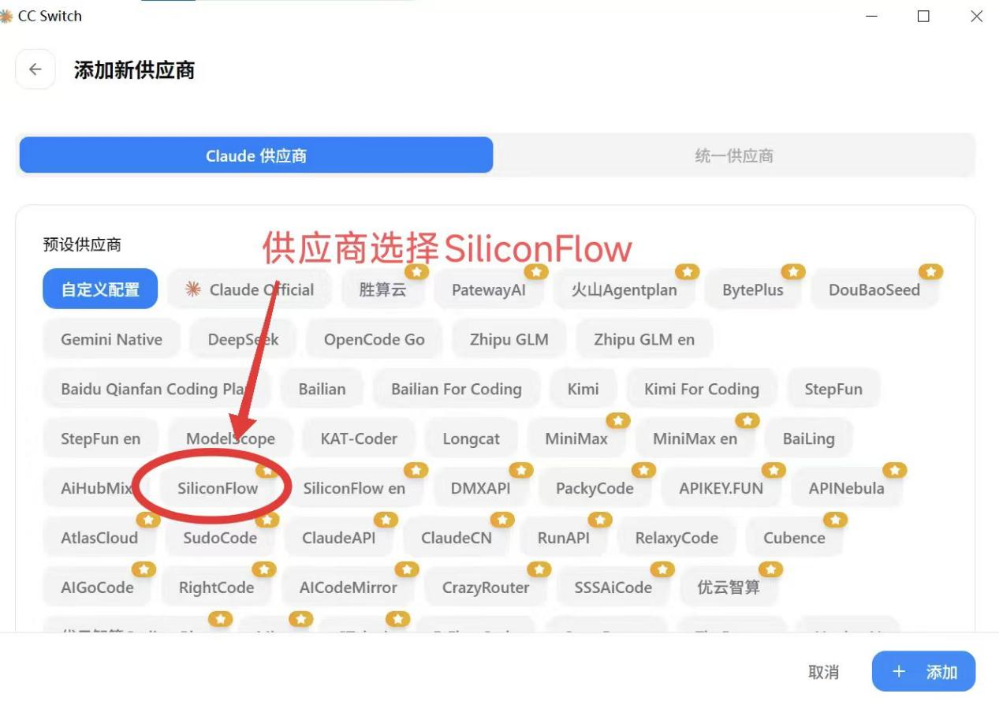 CC Switch
添加新供应商
Claude 供应商 统一供应商
预设供应商
供应商选择SiliconFlow
自定义配置 Claude Official 胜算云 PatewayAI 火山Agentplan BytePlus DouBaoSeed
Gemini Native DeepSeek OpenCode Go Zhipu GLM Zhipu GLM en
Baidu Qianfan Coding Plan Bailian Bailian For Coding Kimi Kimi For Coding StepFun
StepFun en ModelScope KAT-Coder Longcat MiniMax MiniMax en BaiLing
AiHubMix SiliconFlow SiliconFlow en DMXAPI PackyCode APIKEY.FUN APINebula
AtlasCloud SudoCode ClaudeAPI ClaudeCN RunAPI RelaxyCode Cubence
AIGoCode RightCode AICodeMirror CrazyRouter SSSAiCode 优云智算
取消 + 添加